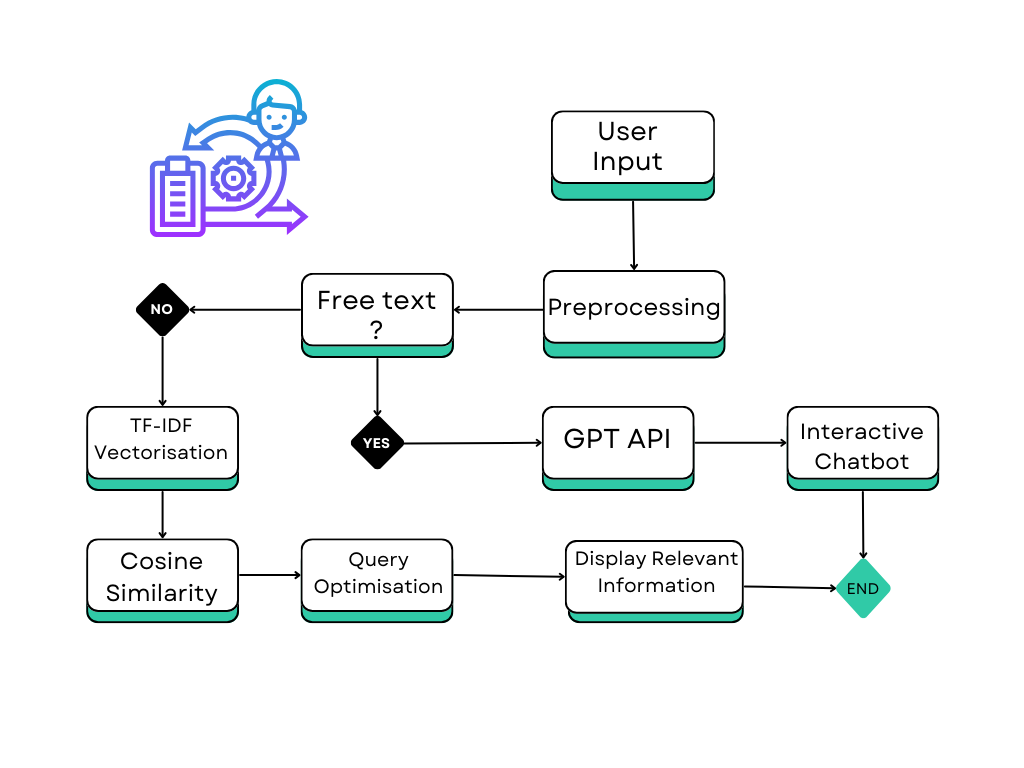 User
Input
Preprocessing
Free text
?
NO
YES
TF-IDF
Vectorisation
GPT API
Interactive
Chatbot
Cosine
Similarity
Query
Optimisation
Display Relevant
Information
END